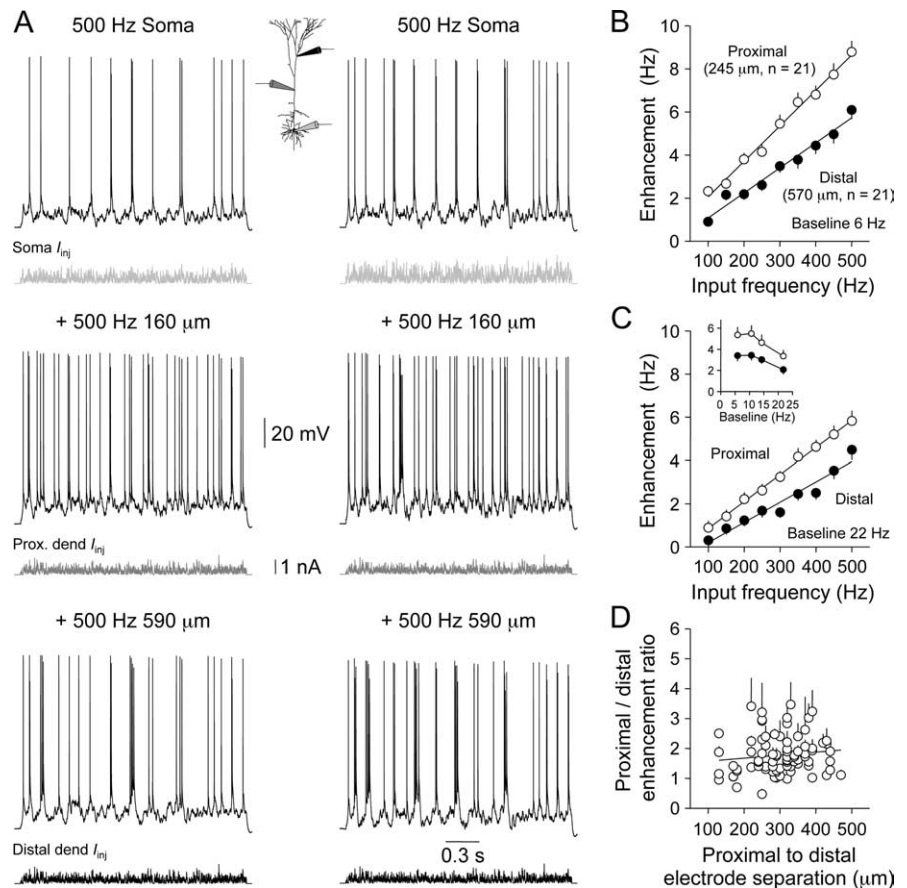 A
500 Hz Soma
500 Hz Soma
Soma Iinj
+ 500 Hz 160 μm
+ 500 Hz 160 μm
20 mV
Prox. dend Iinj
1 nA
+ 500 Hz 590 μm
+ 500 Hz 590 μm
Distal dend Iinj
0.3 s
B
Enhancement (Hz)
10
8
6
4
2
0
Proximal
(245 μm, n = 21)
Distal
(570 μm, n = 21)
Baseline 6 Hz
100 200 300 400 500
Input frequency (Hz)
C
Enhancement (Hz)
10
8
6
4
2
0
6
4
2
0
0 5 10 15 20 25
Baseline (Hz)
Proximal
Distal
Baseline 22 Hz
100 200 300 400 500
Input frequency (Hz)
D
Proximal / distal
enhancement ratio
6
5
4
3
2
1
0
100 200 300 400 500
Proximal to distal
electrode separation (μm)